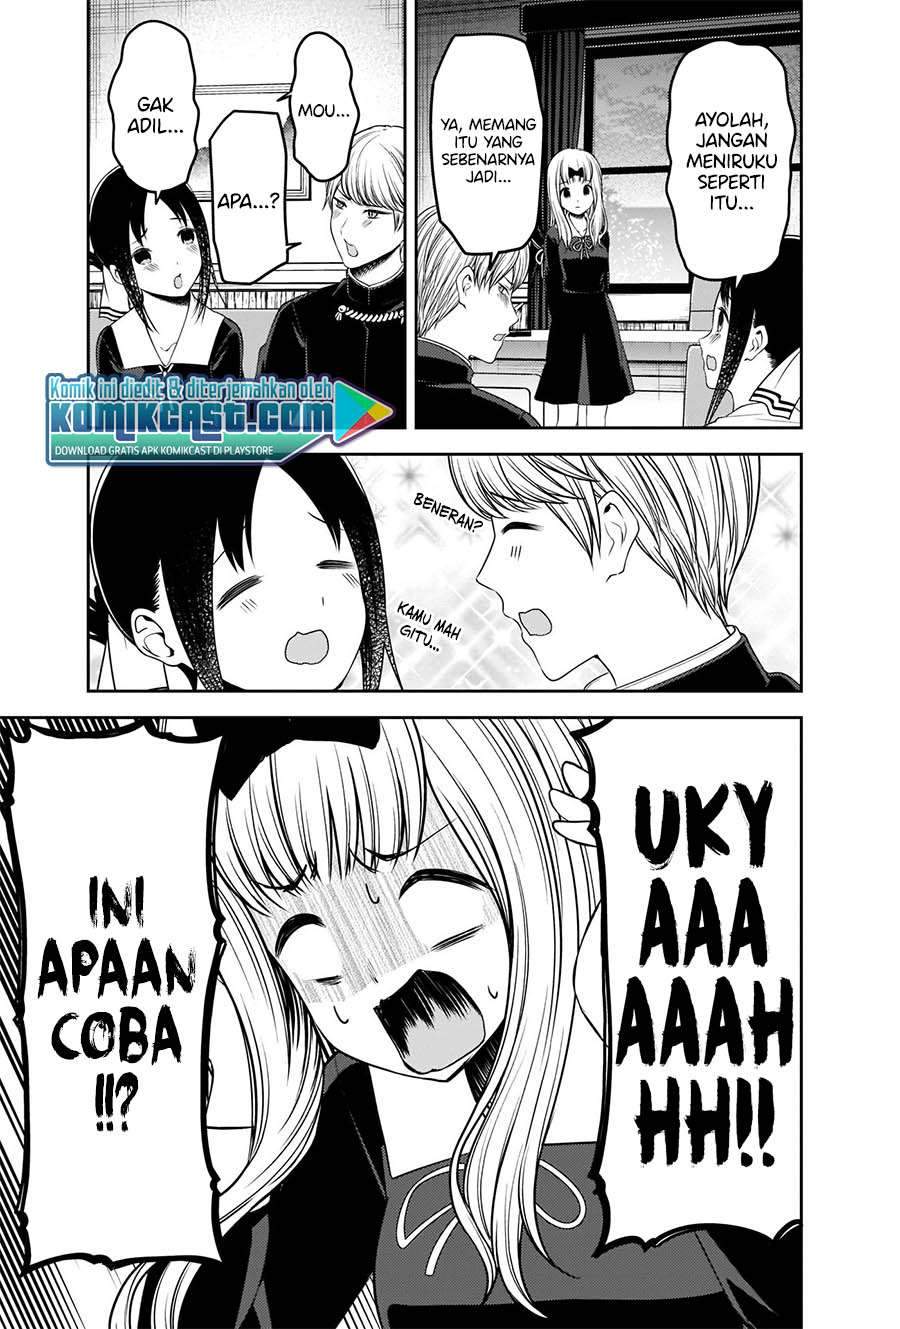 AYOLAH,
JANGAN
MENIRUKU
SEPERTI
ITU...
YA, MEMANG
ITU YANG
SEBENARNYA
JADI...
MOU...
APA...?
GAK
ADIL...
Komik ini diedit & diterjemahkan oleh
KOMIKCAST.COM
DOWNLOAD GRATIS APK KOMIKCAST DI PLAYSTORE
BENERAN?
KAMU MAH
GITU...
UKY
AAA
AAAH
HH!!
INI
APAAN
COBA
!!?